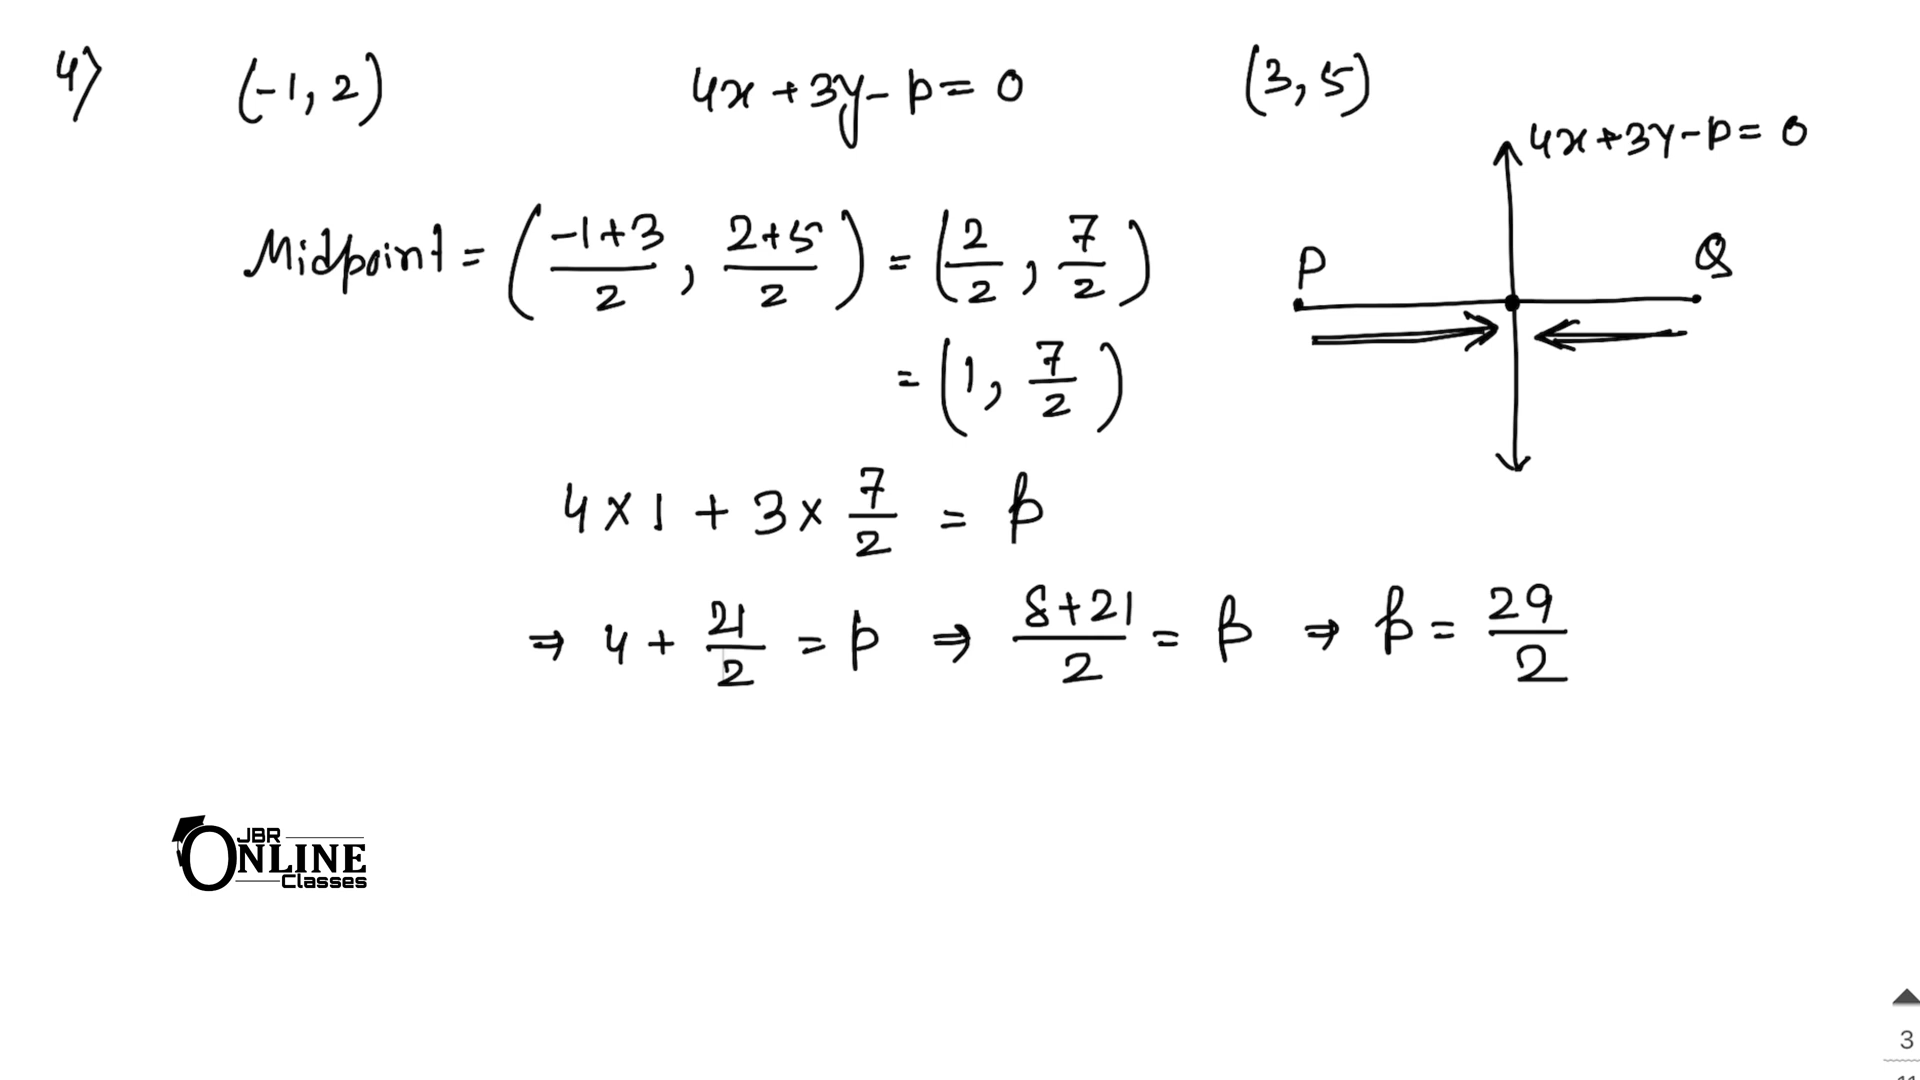 4) (-1, 2) 4x + 3y - p = 0 (3, 5)
4x + 3y - p = 0
Midpoint = ( (-1+3)/2 , (2+5)/2 ) = ( 2/2 , 7/2 )
P Q
= ( 1, 7/2 )
4 × 1 + 3 × 7/2 = p
⇒ 4 + 21/2 = p ⇒ (8+21)/2 = p ⇒ p = 29/2
JBR
ONLINE
Classes
3